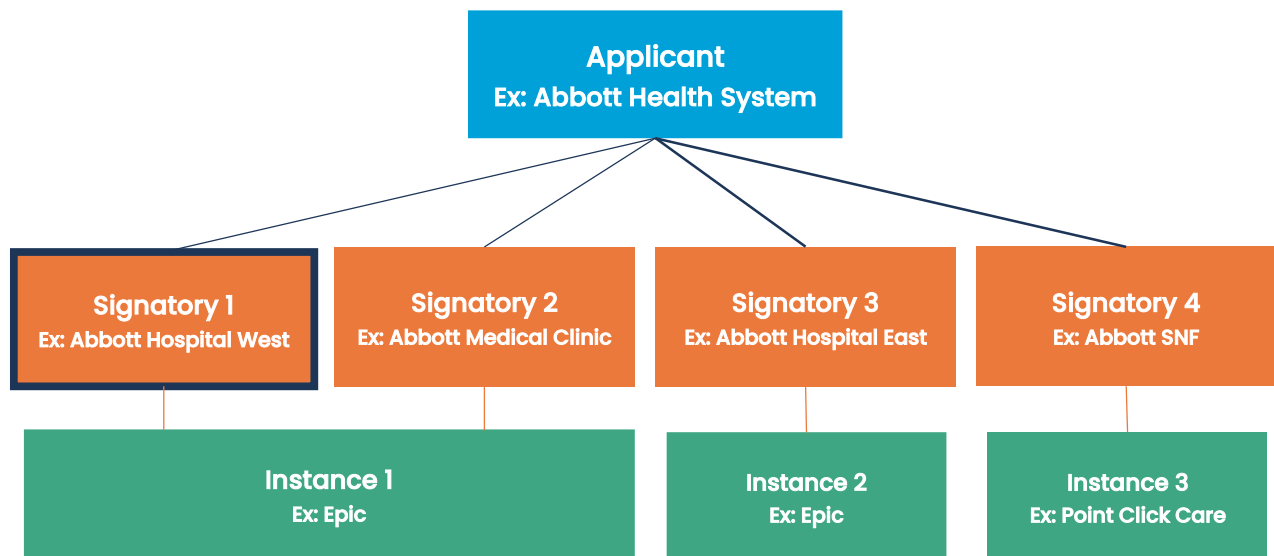 Applicant
Ex: Abbott Health System
Signatory 1
Ex: Abbott Hospital West
Signatory 2
Ex: Abbott Medical Clinic
Signatory 3
Ex: Abbott Hospital East
Signatory 4
Ex: Abbott SNF
Instance 1
Ex: Epic
Instance 2
Ex: Epic
Instance 3
Ex: Point Click Care